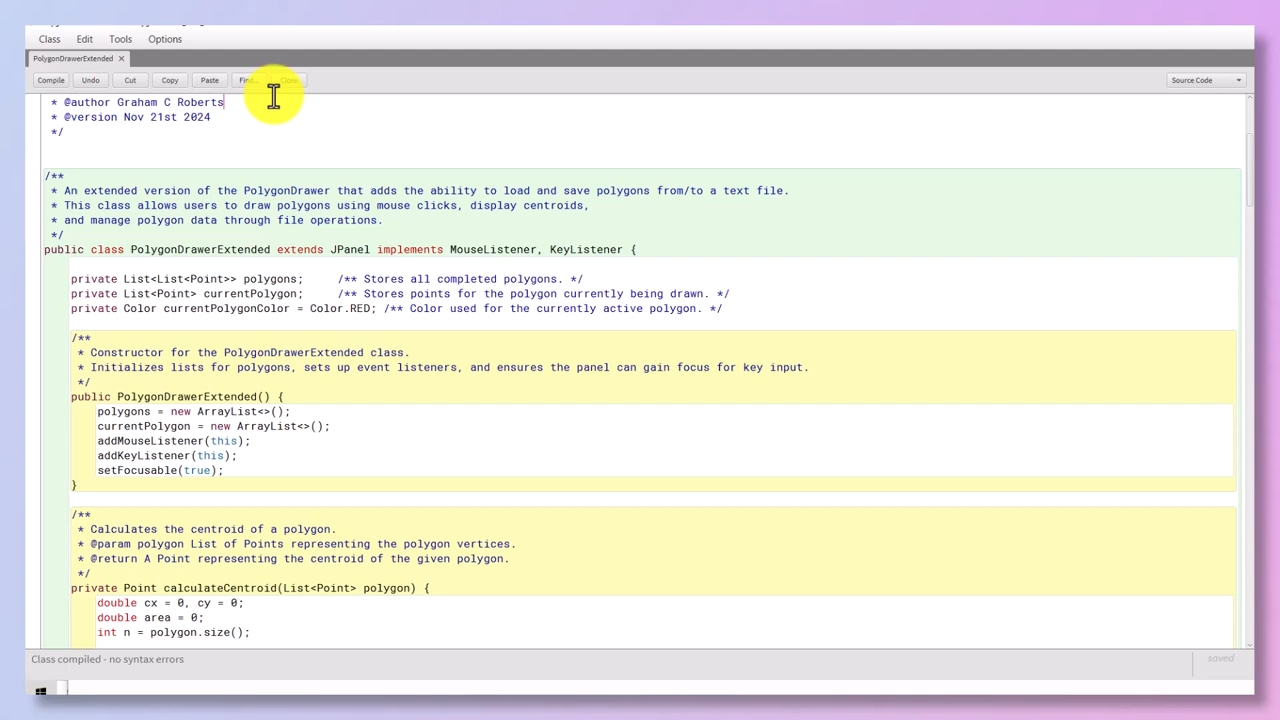 Class Edit Tools Options
PolygonDrawerExtended ×
Compile Undo Cut Copy Paste Find... Close Source Code
* @author Graham C Roberts
* @version Nov 21st 2024
*/
/**
* An extended version of the PolygonDrawer that adds the ability to load and save polygons from/to a text file.
* This class allows users to draw polygons using mouse clicks, display centroids,
* and manage polygon data through file operations.
*/
public class PolygonDrawerExtended extends JPanel implements MouseListener, KeyListener {
private List<List<Point>> polygons; /** Stores all completed polygons. */
private List<Point> currentPolygon; /** Stores points for the polygon currently being drawn. */
private Color currentPolygonColor = Color.RED; /** Color used for the currently active polygon. */
/**
* Constructor for the PolygonDrawerExtended class.
* Initializes lists for polygons, sets up event listeners, and ensures the panel can gain focus for key input.
*/
public PolygonDrawerExtended() {
polygons = new ArrayList<>();
currentPolygon = new ArrayList<>();
addMouseListener(this);
addKeyListener(this);
setFocusable(true);
}
/**
* Calculates the centroid of a polygon.
* @param polygon List of Points representing the polygon vertices.
* @return A Point representing the centroid of the given polygon.
*/
private Point calculateCentroid(List<Point> polygon) {
double cx = 0, cy = 0;
double area = 0;
int n = polygon.size();
Class compiled - no syntax errors
saved